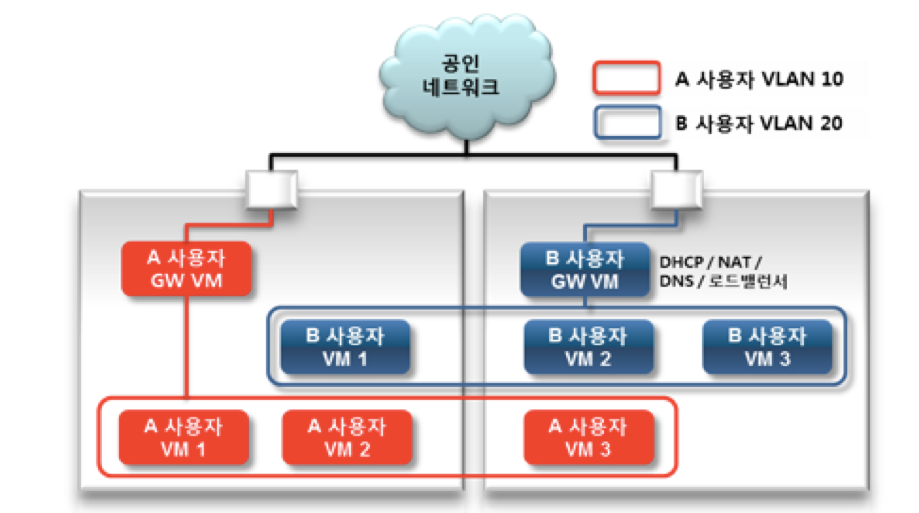 공인
네트워크
A 사용자 VLAN 10
B 사용자 VLAN 20
A 사용자
GW VM
B 사용자
GW VM
DHCP / NAT /
DNS / 로드밸런서
B 사용자
VM 1
B 사용자
VM 2
B 사용자
VM 3
A 사용자
VM 1
A 사용자
VM 2
A 사용자
VM 3